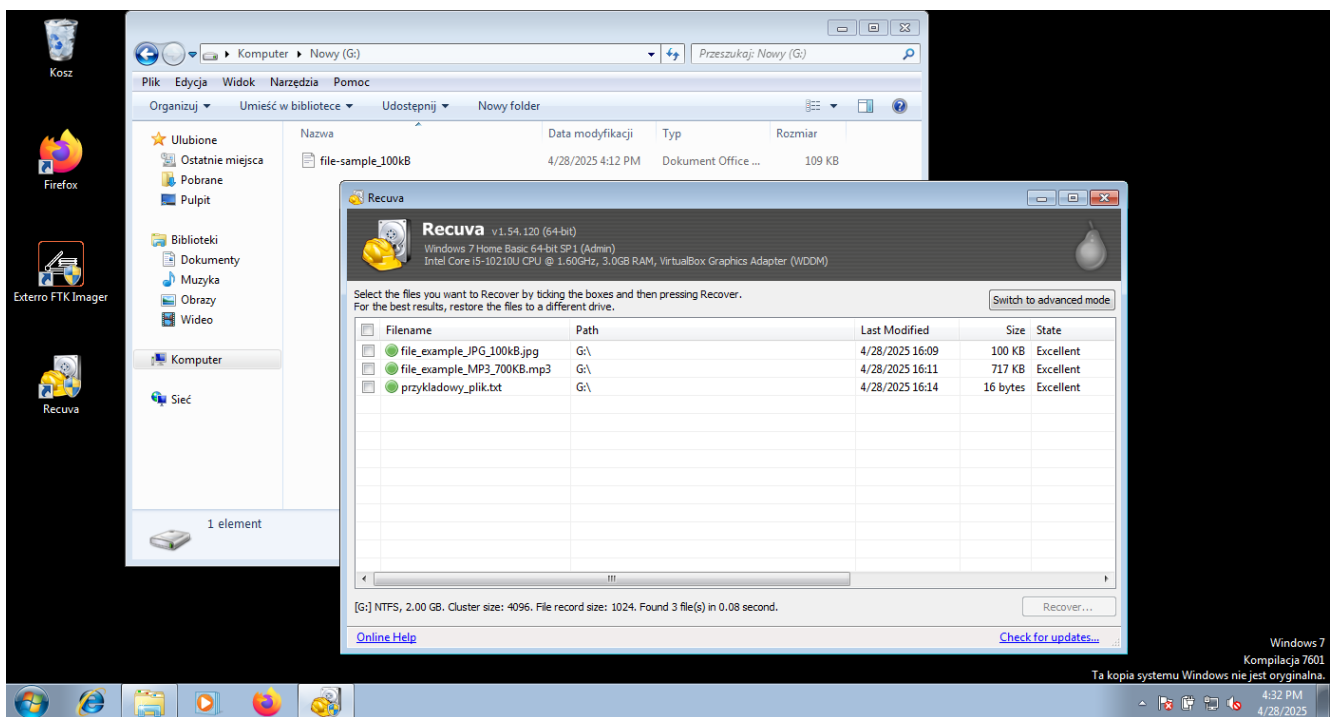 Kosz
Firefox
Exterro FTK Imager
Recuva
Komputer Nowy (G:)
Przeszukaj: Nowy (G:)
Plik Edycja Widok Narzędzia Pomoc
Organizuj Umieść w bibliotece Udostępnij Nowy folder
Ulubione
Ostatnie miejsca
Pobrane
Pulpit
Biblioteki
Dokumenty
Muzyka
Obrazy
Wideo
Komputer
Sieć
Nazwa Data modyfikacji Typ Rozmiar
file-sample_100kB 4/28/2025 4:12 PM Dokument Office ... 109 KB
1 element
Recuva
Recuva v1.54.120 (64-bit)
Windows 7 Home Basic 64-bit SP1 (Admin)
Intel Core i5-10210U CPU @ 1.60GHz, 3.0GB RAM, VirtualBox Graphics Adapter (WDDM)
Select the files you want to Recover by ticking the boxes and then pressing Recover.
For the best results, restore the files to a different drive.
Switch to advanced mode
Filename Path Last Modified Size State
file_example_JPG_100kB.jpg G:\ 4/28/2025 16:09 100 KB Excellent
file_example_MP3_700KB.mp3 G:\ 4/28/2025 16:11 717 KB Excellent
przykladowy_plik.txt G:\ 4/28/2025 16:14 16 bytes Excellent
[G:] NTFS, 2.00 GB. Cluster size: 4096. File record size: 1024. Found 3 file(s) in 0.08 second.
Recover...
Online Help
Check for updates...
Windows 7
Kompilacja 7601
Ta kopia systemu Windows nie jest oryginalna.
4:32 PM
4/28/2025